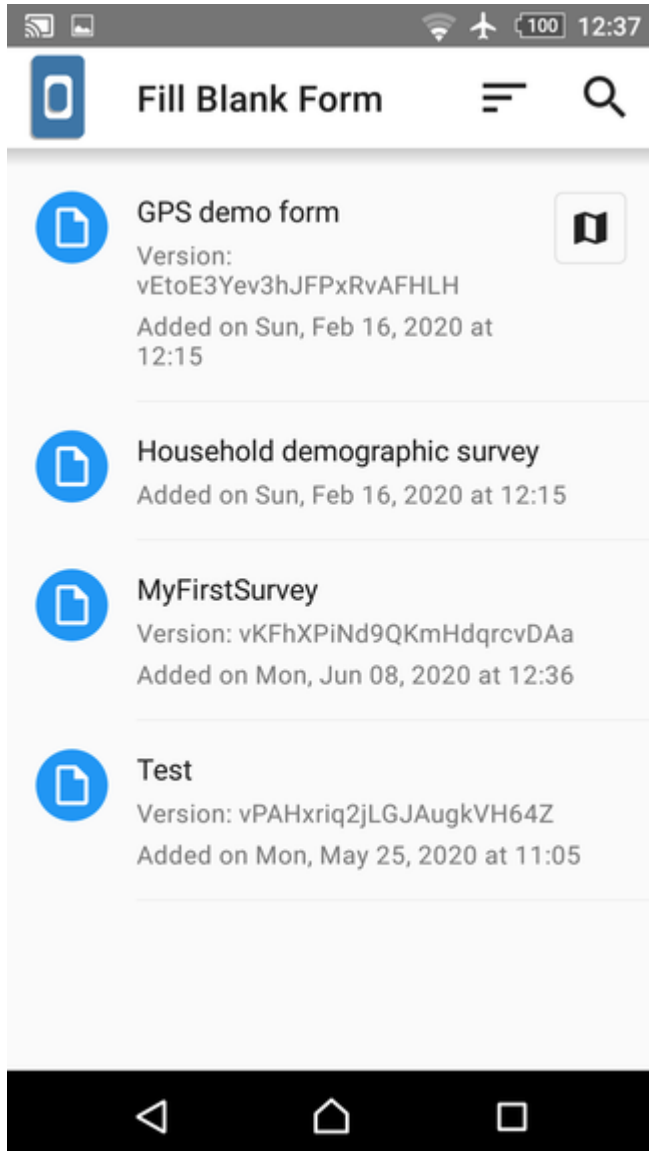 100 12:37
Fill Blank Form
GPS demo form
Version:
vEtoE3Yev3hJFPxRvAFHLH
Added on Sun, Feb 16, 2020 at
12:15
Household demographic survey
Added on Sun, Feb 16, 2020 at 12:15
MyFirstSurvey
Version: vKFhXPiNd9QKmHdqrcvDAa
Added on Mon, Jun 08, 2020 at 12:36
Test
Version: vPAHxriq2jLGJAugkVH64Z
Added on Mon, May 25, 2020 at 11:05